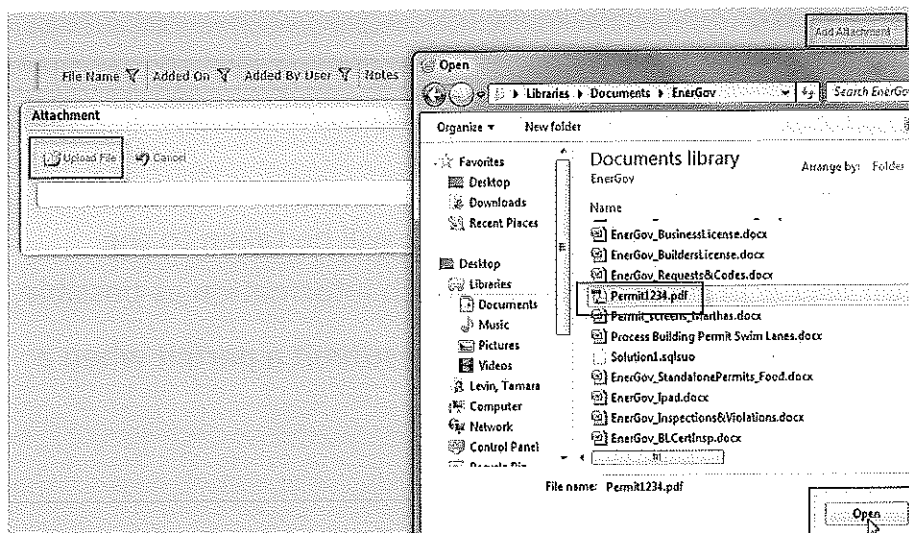 Add Attachment
File Name Added On Added By User Notes
Open
Libraries Documents EnerGov
Search EnerGo
Attachment
Organize New folder
Upload File Cancel
Favorites
Desktop
Downloads
Recent Places
Desktop
Libraries
Documents
Music
Pictures
Videos
Levin, Tamara
Computer
Network
Control Panel
Documents library
EnerGov
Arrange by: Folder
Name
EnerGov_BusinessLicense.docx
EnerGov_BuildersLicense.docx
EnerGov_Requests&Codes.docx
Permit1234.pdf
Permit_screens_Marthas.docx
Process Building Permit Swim Lanes.docx
Solution1.sqlsuo
EnerGov_StandalonePermits_Food.docx
EnerGov_Ipad.docx
EnerGov_Inspections&Violations.docx
EnerGov_BLCertInsp.docx
File name: Permit1234.pdf
Open